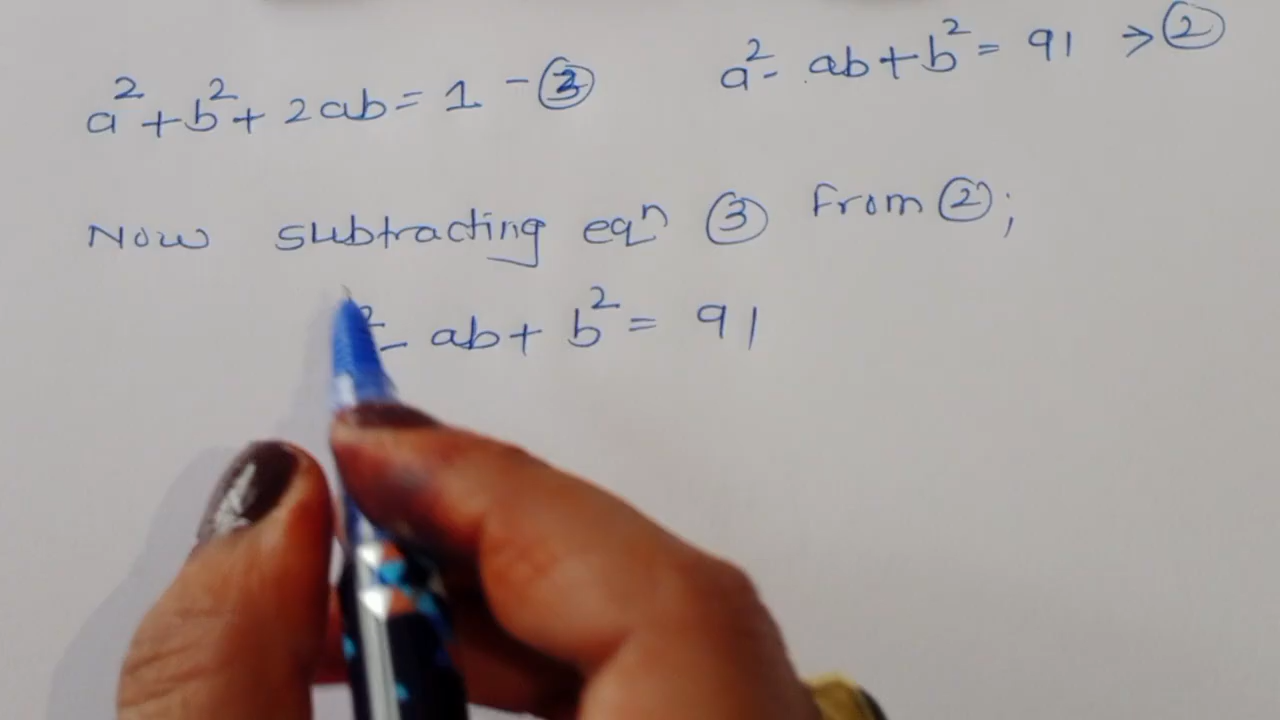 a² + b² + 2ab = 1 - ③
a² - ab + b² = 91 → ②
Now subtracting eqⁿ ③ from ②;
² - ab + b² = 91